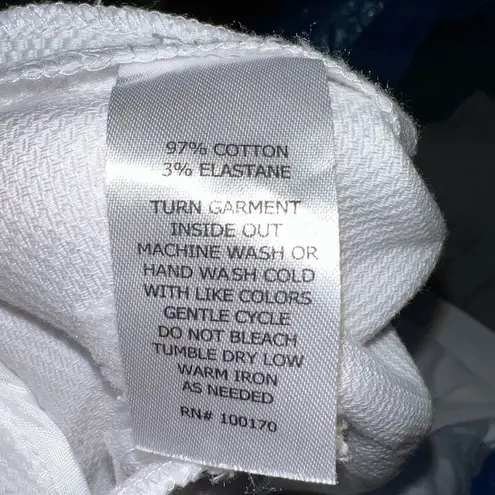 97% COTTON
3% ELASTANE
TURN GARMENT
INSIDE OUT
MACHINE WASH OR
HAND WASH COLD
WITH LIKE COLORS
GENTLE CYCLE
DO NOT BLEACH
TUMBLE DRY LOW
WARM IRON
AS NEEDED
RN# 100170